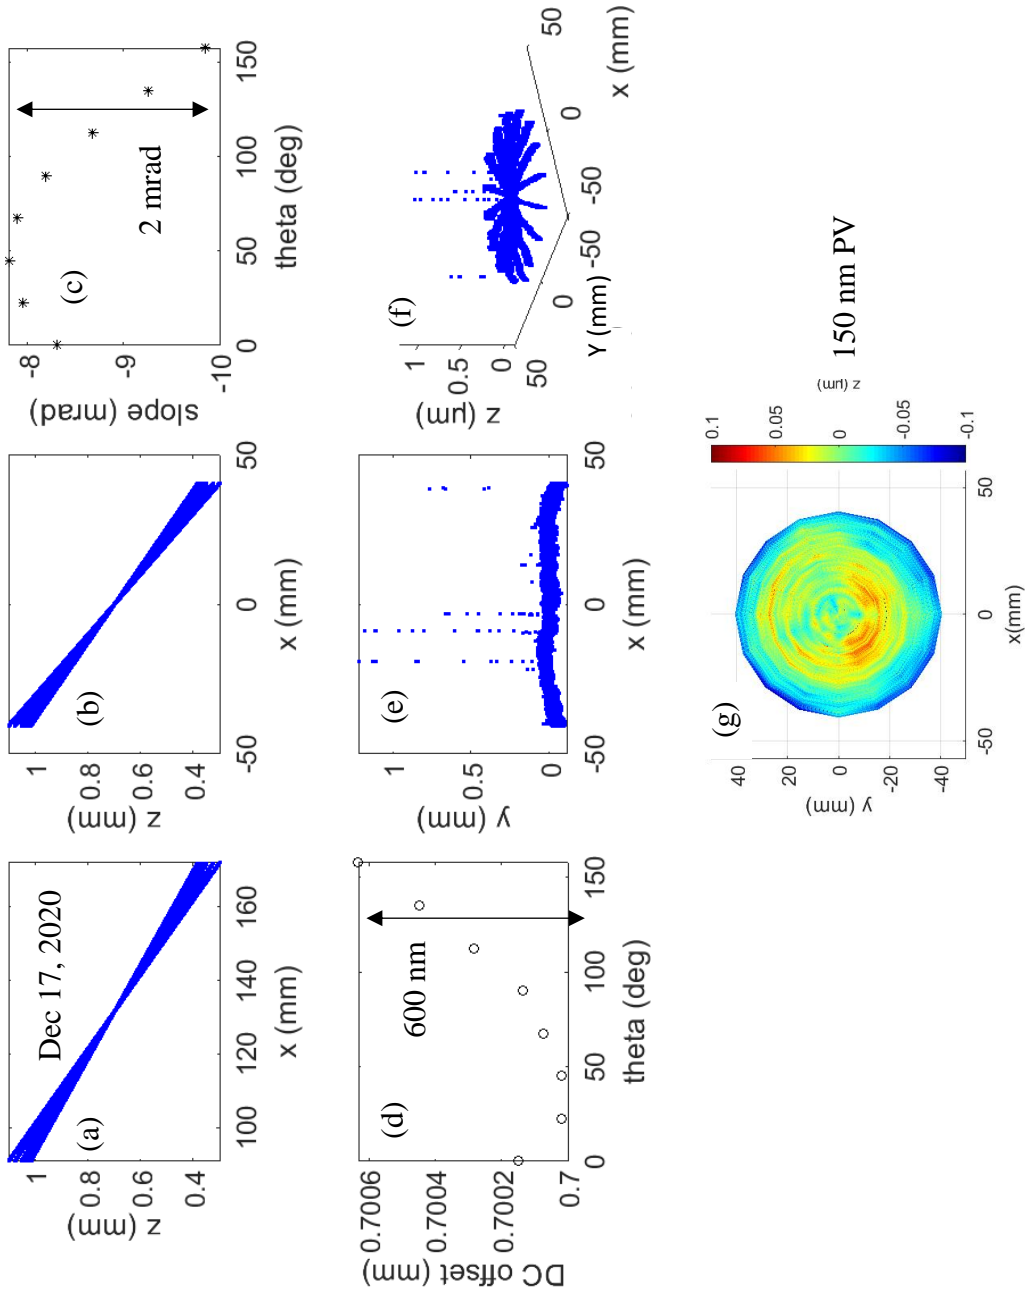 Dec 17, 2020
(a)
z (mm)
1
0.8
0.6
0.4
100
120
140
160
x (mm)
(b)
z (mm)
1
0.8
0.6
0.4
-50
0
50
x (mm)
(c)
2 mrad
slope (mrad)
-8
-9
-10
0
50
100
150
theta (deg)
(d)
600 nm
DC offset (mm)
0.7006
0.7004
0.7002
0.7
0
50
100
150
theta (deg)
(e)
y (mm)
1
0.5
0
-50
0
50
x (mm)
(f)
z (µm)
1
0.5
0
50
0
-50
Y (mm)
-50
0
50
x (mm)
(g)
y (mm)
40
20
0
-20
-40
-50
0
50
x(mm)
0.1
0.05
0
-0.05
-0.1
z (µm)
150 nm PV